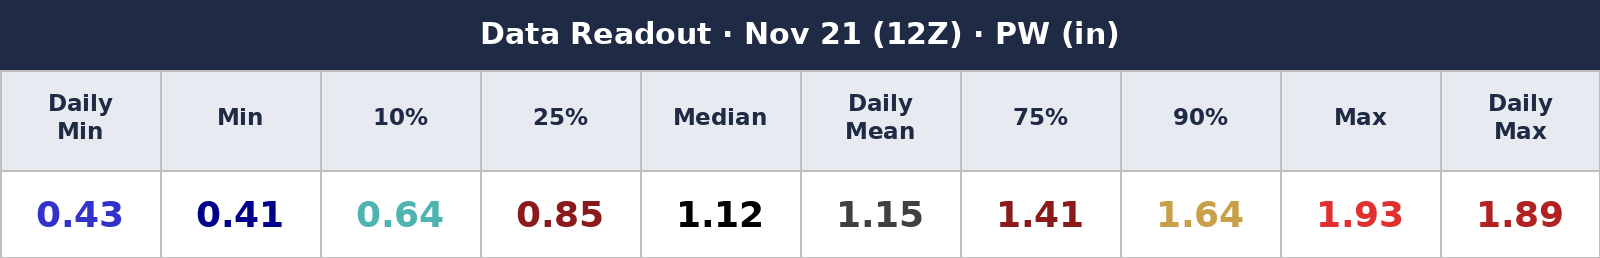 Data Readout · Nov 21 (12Z) · PW (in)
Daily Min
Min
10%
25%
Median
Daily Mean
75%
90%
Max
Daily Max
0.43
0.41
0.64
0.85
1.12
1.15
1.41
1.64
1.93
1.89